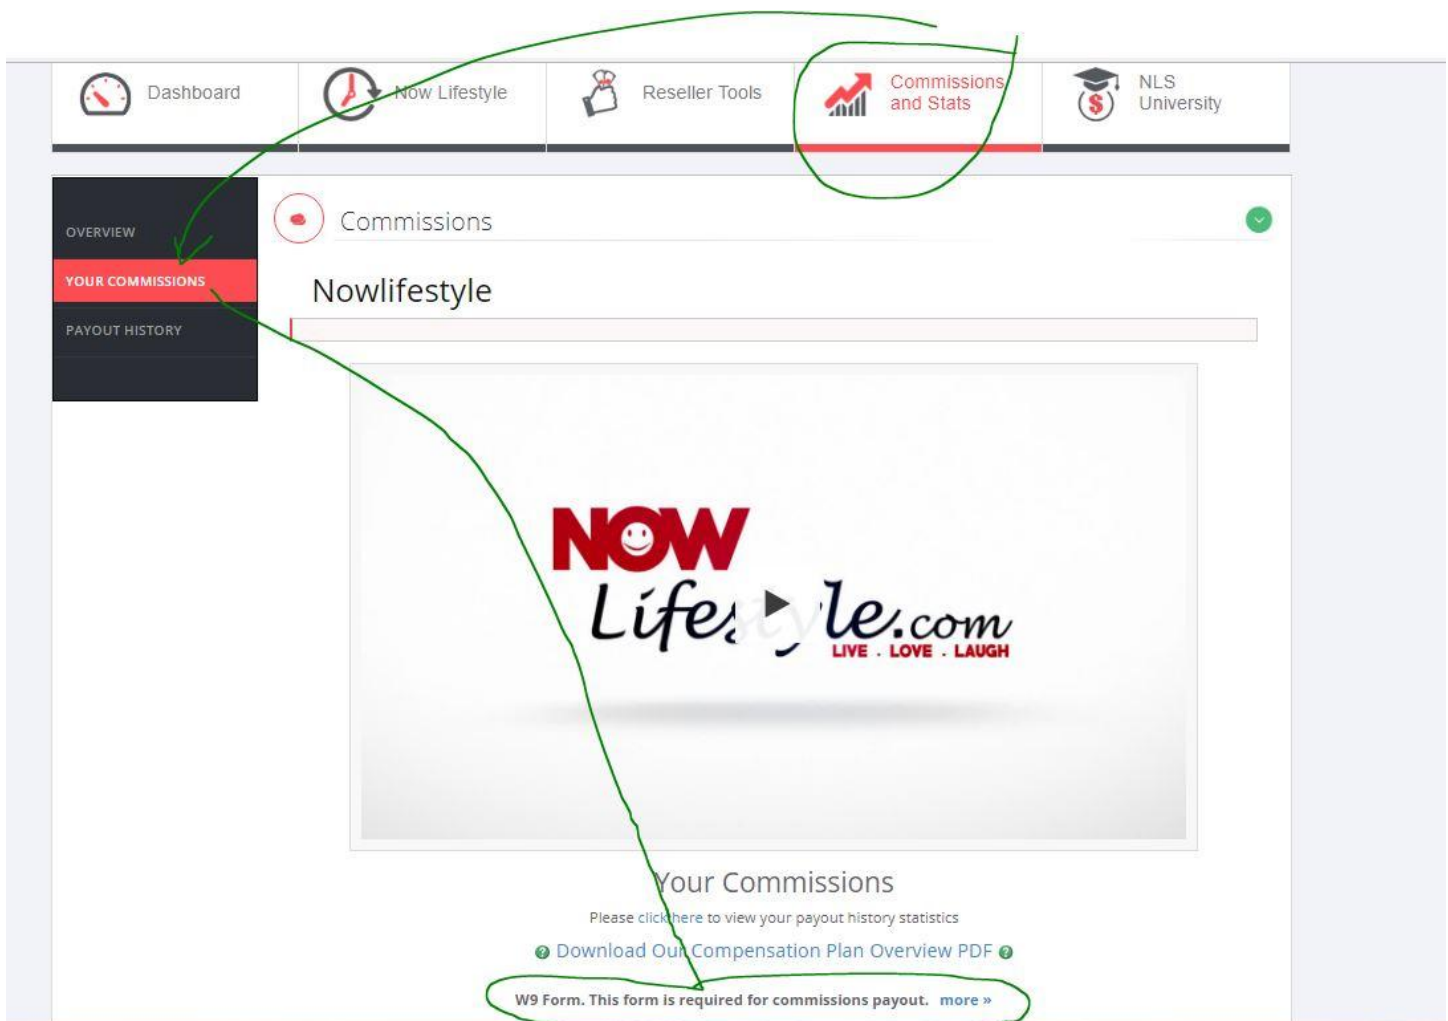 Dashboard
Now Lifestyle
Reseller Tools
Commissions
and Stats
NLS
University
OVERVIEW
YOUR COMMISSIONS
PAYOUT HISTORY
Commissions
Nowlifestyle
NOW
Lifestyle.com
LIVE . LOVE . LAUGH
Your Commissions
Please click here to view your payout history statistics
Download Our Compensation Plan Overview PDF
W9 Form. This form is required for commissions payout. more »